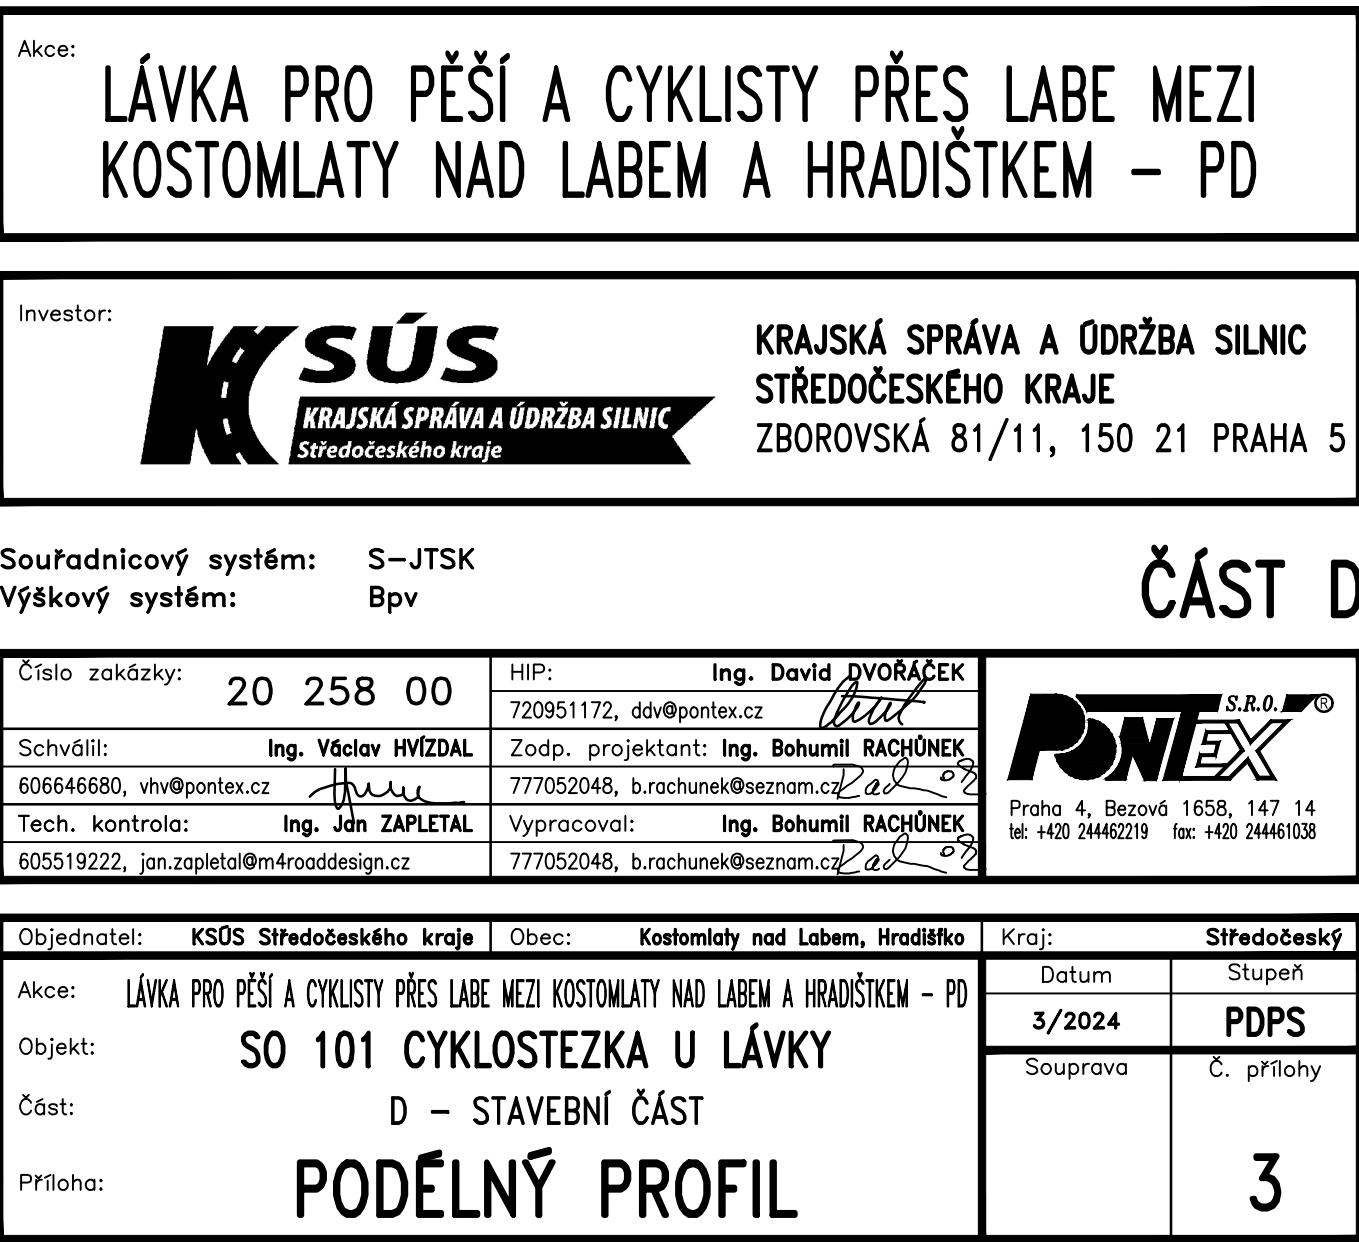 Akce:
LÁVKA PRO PĚŠÍ A CYKLISTY PŘES LABE MEZI
KOSTOMLATY NAD LABEM A HRADIŠTKEM – PD
Investor:
KSÚS
KRAJSKÁ SPRÁVA A ÚDRŽBA SILNIC
Středočeského kraje
KRAJSKÁ SPRÁVA A ÚDRŽBA SILNIC
STŘEDOČESKÉHO KRAJE
ZBOROVSKÁ 81/11, 150 21 PRAHA 5
Souřadnicový systém: S–JTSK
Výškový systém: Bpv
ČÁST D
Číslo zakázky: 20 258 00
HIP: Ing. David DVOŘÁČEK
720951172, ddv@pontex.cz
Schválil: Ing. Václav HVÍZDAL
606646680, vhv@pontex.cz
Zodp. projektant: Ing. Bohumil RACHŮNEK
777052048, b.rachunek@seznam.cz
Tech. kontrola: Ing. Jan ZAPLETAL
605519222, jan.zapletal@m4roaddesign.cz
Vypracoval: Ing. Bohumil RACHŮNEK
777052048, b.rachunek@seznam.cz
PONTEX S.R.O. ®
Praha 4, Bezová 1658, 147 14
tel: +420 244462219 fax: +420 244461038
Objednatel: KSÚS Středočeského kraje
Obec: Kostomlaty nad Labem, Hradišťko
Kraj: Středočeský
Akce: LÁVKA PRO PĚŠÍ A CYKLISTY PŘES LABE MEZI KOSTOMLATY NAD LABEM A HRADIŠTKEM – PD
Objekt: SO 101 CYKLOSTEZKA U LÁVKY
Část: D – STAVEBNÍ ČÁST
Příloha: PODÉLNÝ PROFIL
Datum
3/2024
Stupeň
PDPS
Souprava
Č. přílohy
3